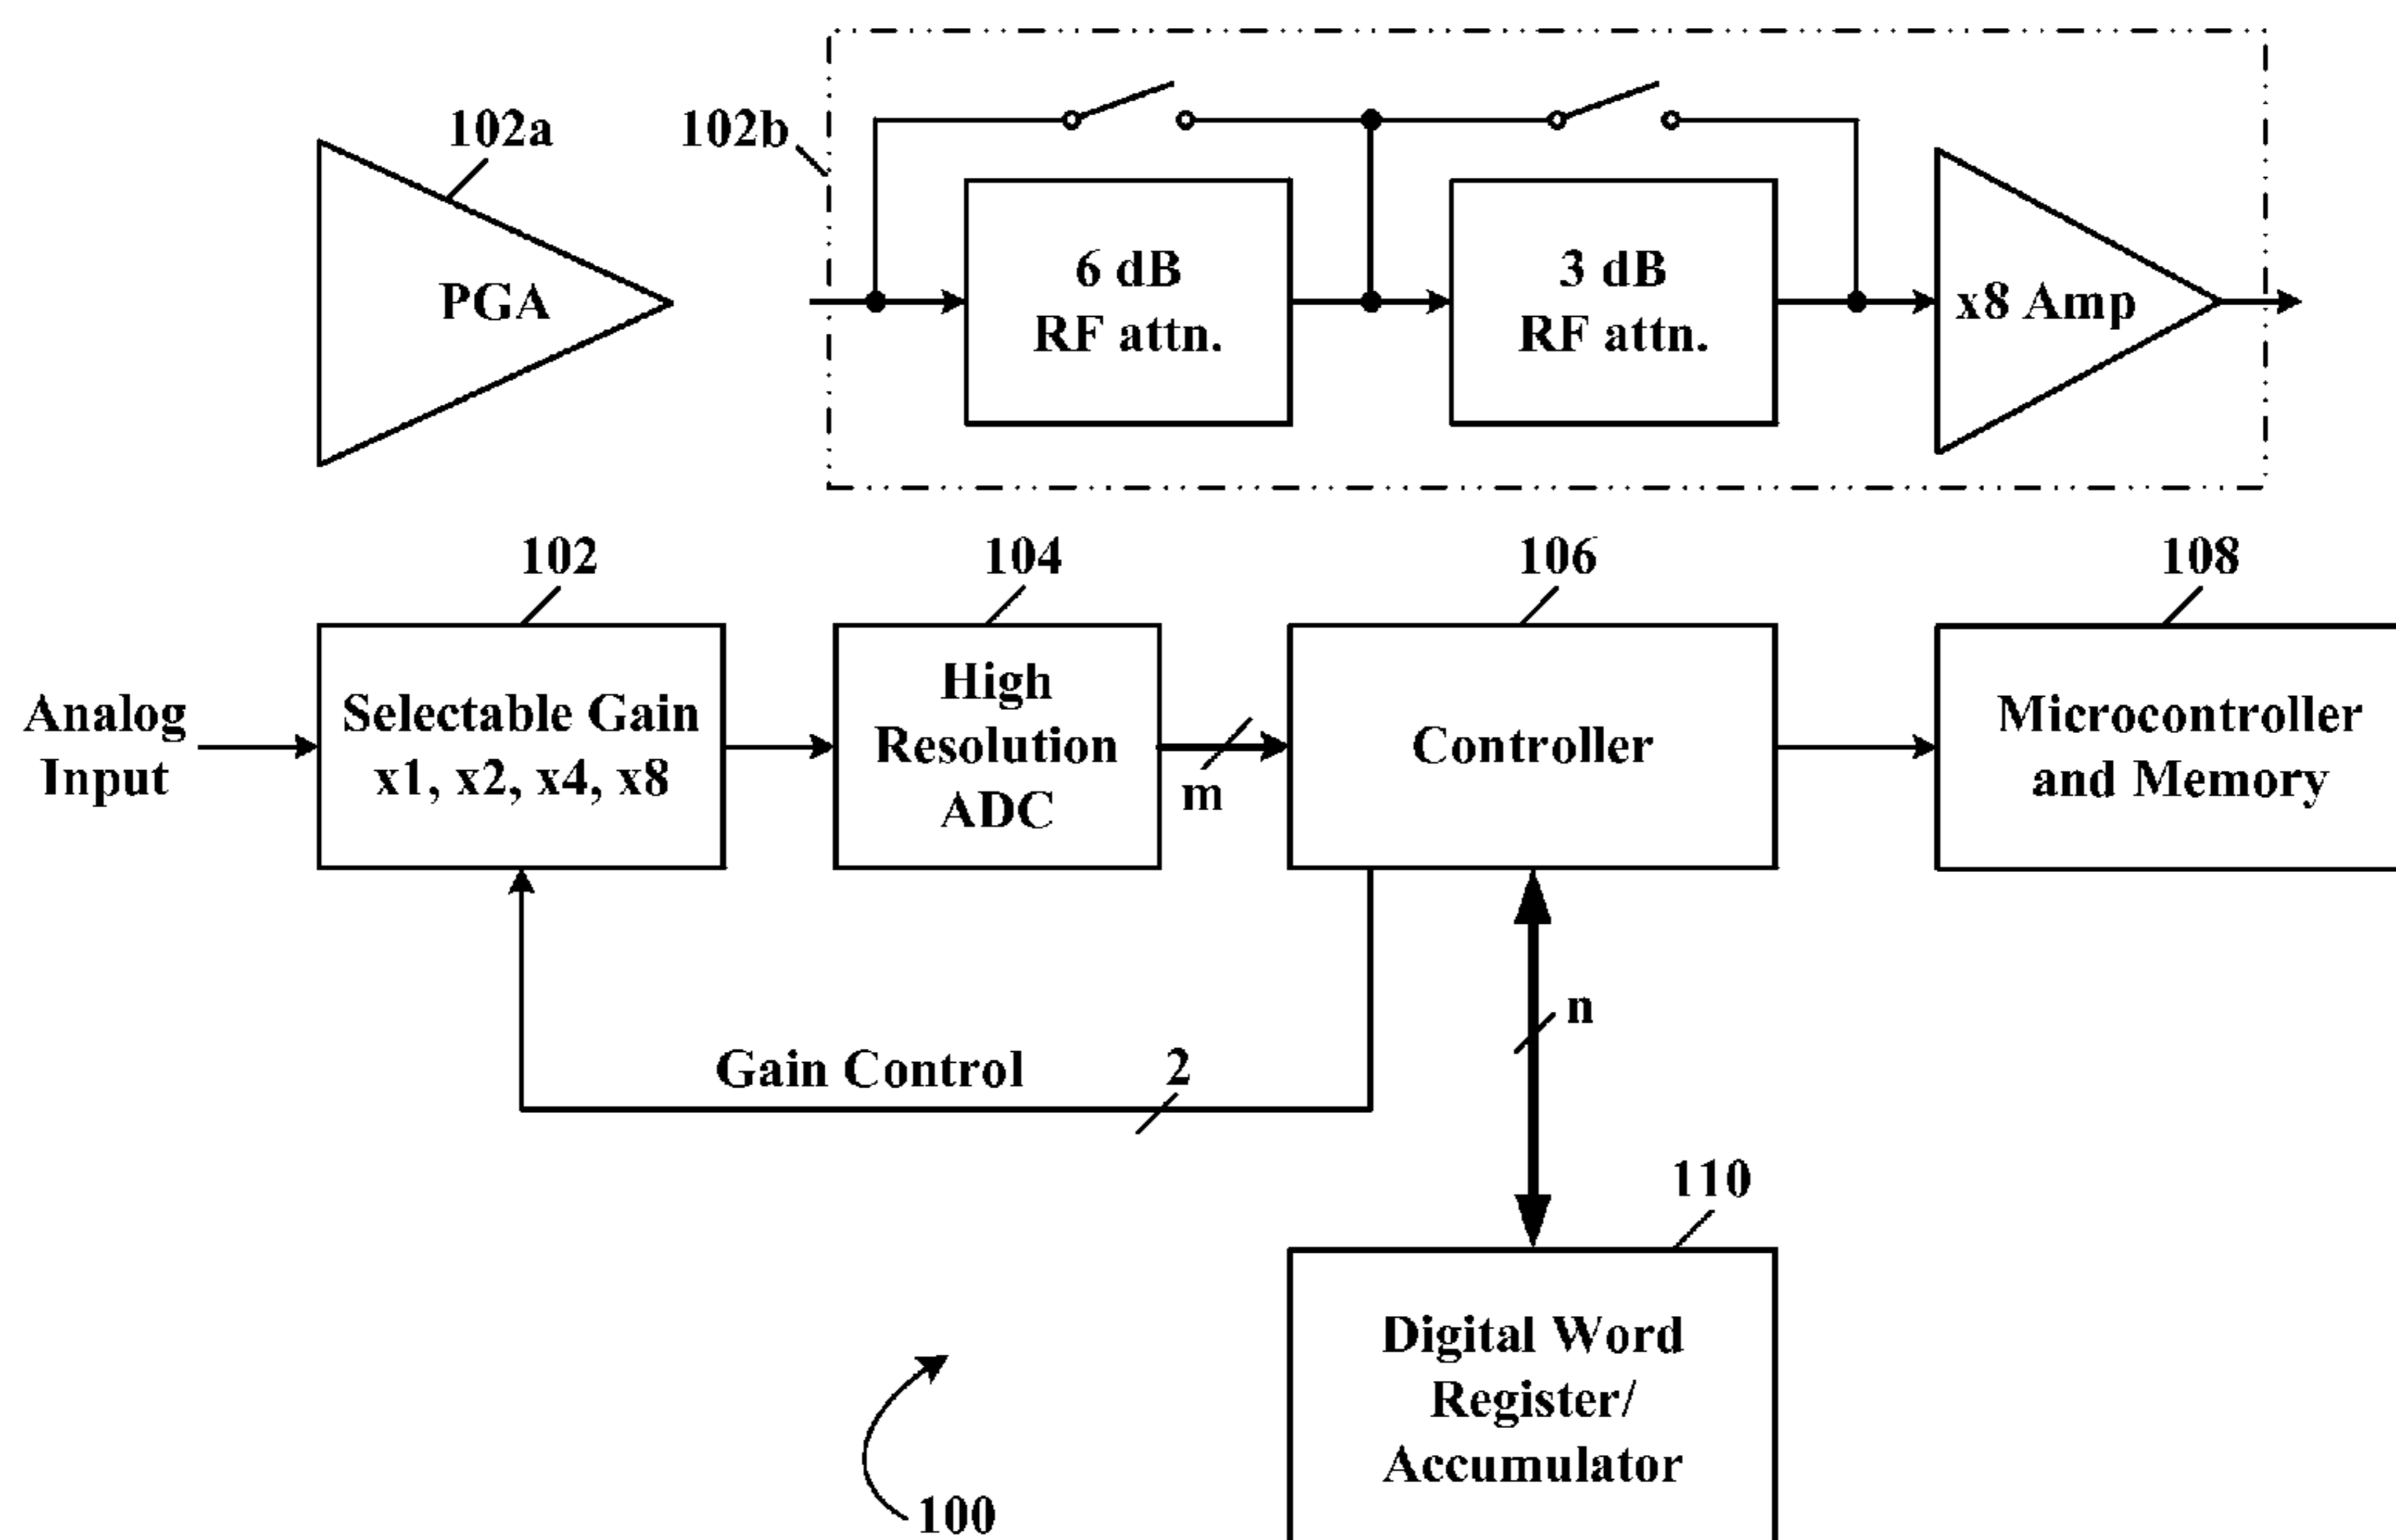 102a
102b
PGA
6 dB
RF attn.
3 dB
RF attn.
x8 Amp
102
104
106
108
Analog
Input
Selectable Gain
x1, x2, x4, x8
High
Resolution
ADC
m
Controller
Microcontroller
and Memory
Gain Control
2
n
110
Digital Word
Register/
Accumulator
100